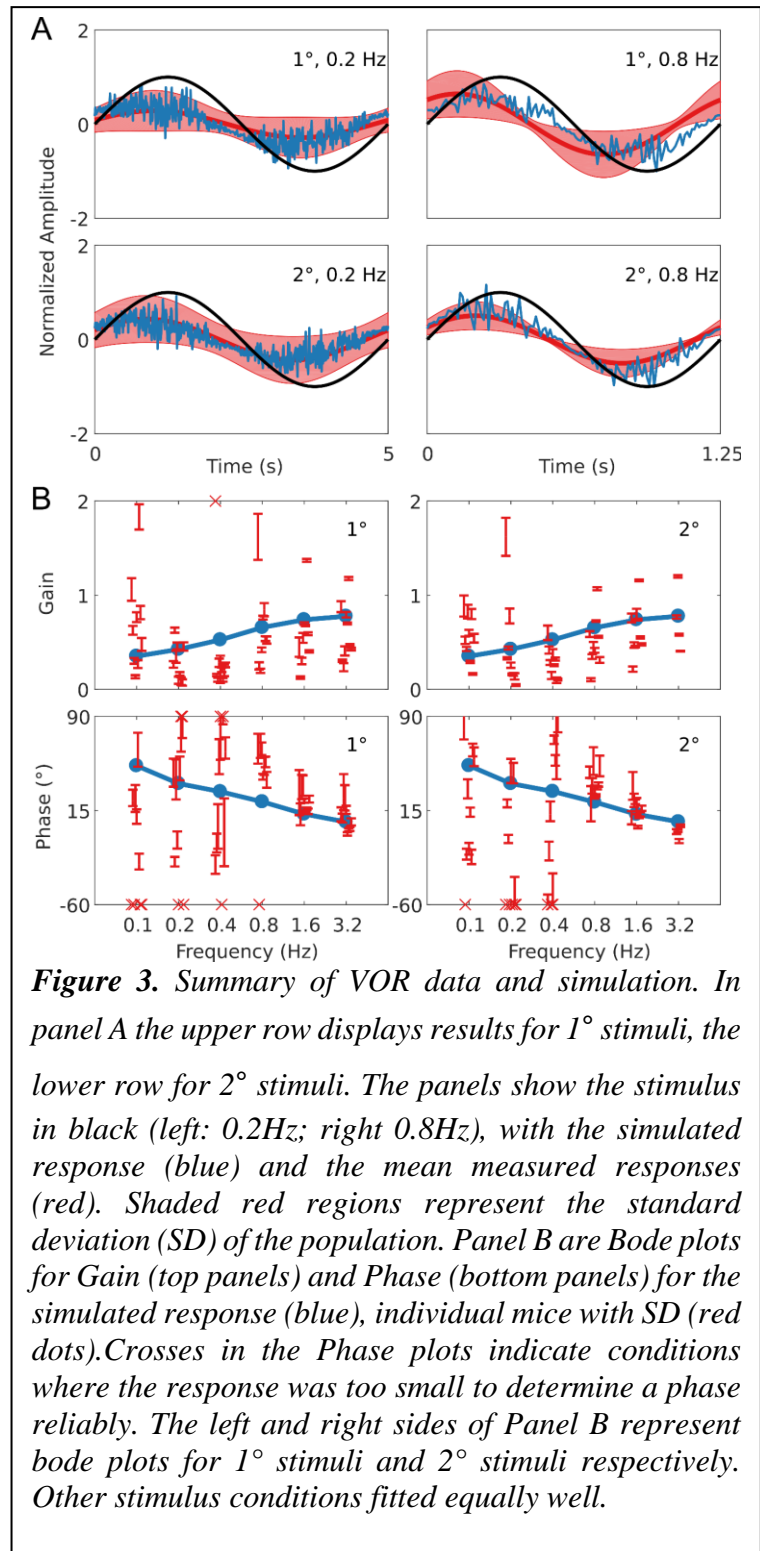 A
2
1°, 0.2 Hz
1°, 0.8 Hz
0
-2
2
2°, 0.2 Hz
2°, 0.8 Hz
0
-2
Normalized Amplitude
0
5
0
1.25
Time (s)
Time (s)
B
2
1°
2°
1
0
Gain
90
1°
2°
15
-60
Phase (°)
90
15
-60
0.1 0.2 0.4 0.8 1.6 3.2
0.1 0.2 0.4 0.8 1.6 3.2
Frequency (Hz)
Frequency (Hz)
Figure 3. Summary of VOR data and simulation. In
panel A the upper row displays results for 1° stimuli, the
lower row for 2° stimuli. The panels show the stimulus
in black (left: 0.2Hz; right 0.8Hz), with the simulated
response (blue) and the mean measured responses
(red). Shaded red regions represent the standard
deviation (SD) of the population. Panel B are Bode plots
for Gain (top panels) and Phase (bottom panels) for the
simulated response (blue), individual mice with SD (red
dots).Crosses in the Phase plots indicate conditions
where the response was too small to determine a phase
reliably. The left and right sides of Panel B represent
bode plots for 1° stimuli and 2° stimuli respectively.
Other stimulus conditions fitted equally well.